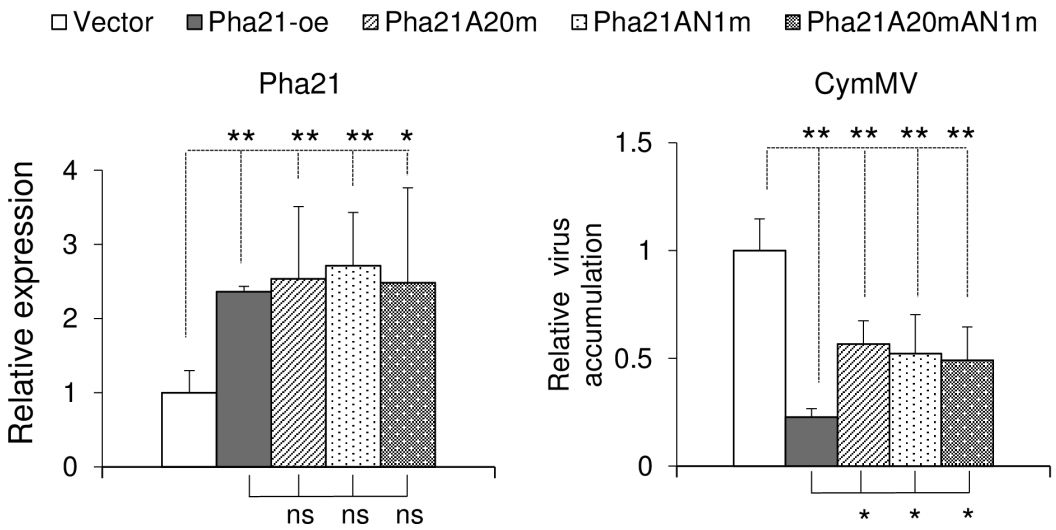 Vector Pha21-oe Pha21A20m Pha21AN1m Pha21A20mAN1m
Pha21
** ** ** *
Relative expression
4
3
2
1
0
ns ns ns
CymMV
** ** ** **
Relative virus
accumulation
1.5
1
0.5
0
* * *